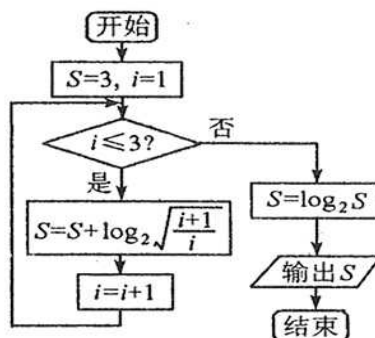 开始
S=3, i=1
i≤3?
否
是
S=S+log₂√((i+1)/i)
i=i+1
S=log₂S
输出S
结束